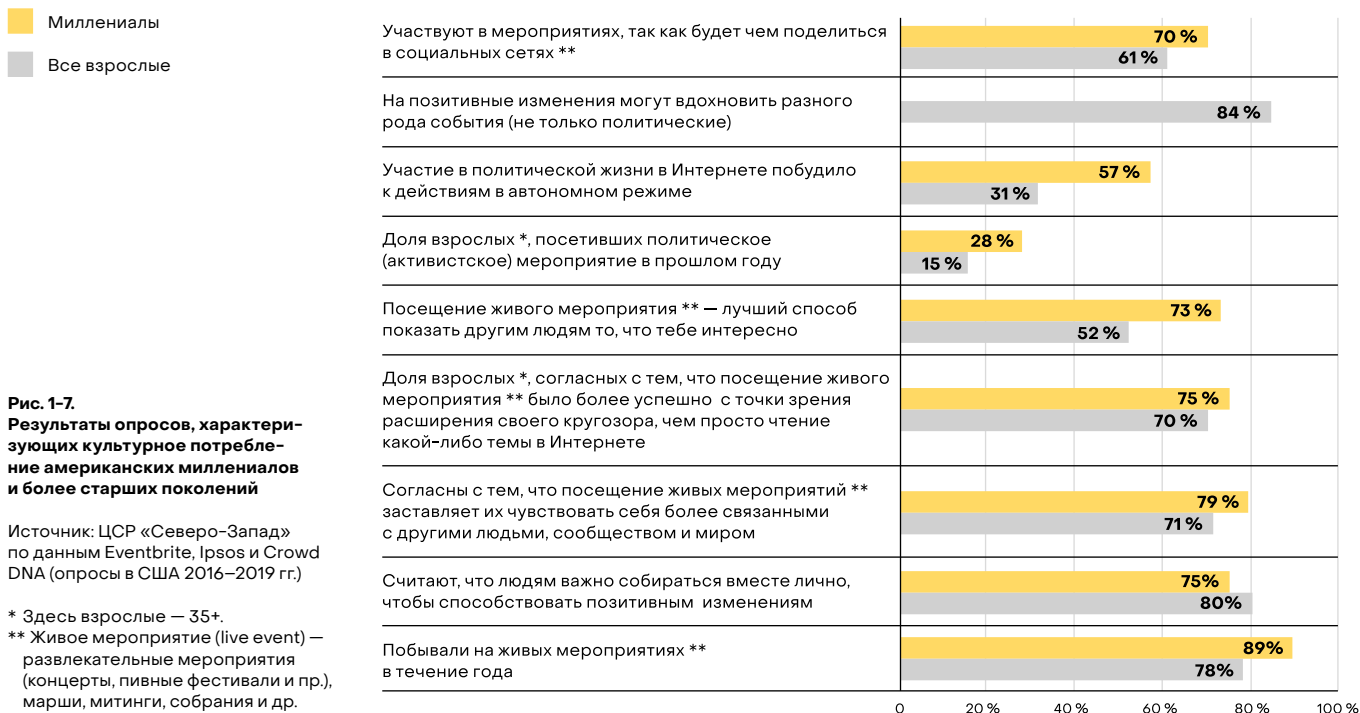 Миллениалы
Все взрослые
Участвуют в мероприятиях, так как будет чем поделиться
в социальных сетях **
70 %
61 %
На позитивные изменения могут вдохновить разного
рода события (не только политические)
84 %
Участие в политической жизни в Интернете побудило
к действиям в автономном режиме
57 %
31 %
Доля взрослых *, посетивших политическое
(активистское) мероприятие в прошлом году
28 %
15 %
Посещение живого мероприятия ** — лучший способ
показать другим людям то, что тебе интересно
73 %
52 %
Доля взрослых *, согласных с тем, что посещение живого
мероприятия ** было более успешно с точки зрения
расширения своего кругозора, чем просто чтение
какой-либо темы в Интернете
75 %
70 %
Согласны с тем, что посещение живых мероприятий **
заставляет их чувствовать себя более связанными
с другими людьми, сообществом и миром
79 %
71 %
Считают, что людям важно собираться вместе лично,
чтобы способствовать позитивным изменениям
75%
80%
Побывали на живых мероприятиях **
в течение года
89%
78%
0 20 % 40 % 60 % 80 % 100 %
Рис. 1-7.
Результаты опросов, характери-
зующих культурное потребле-
ние американских миллениалов
и более старших поколений
Источник: ЦСР «Северо-Запад»
по данным Eventbrite, Ipsos и Crowd
DNA (опросы в США 2016–2019 гг.)
* Здесь взрослые — 35+.
** Живое мероприятие (live event) —
развлекательные мероприятия
(концерты, пивные фестивали и пр.),
марши, митинги, собрания и др.